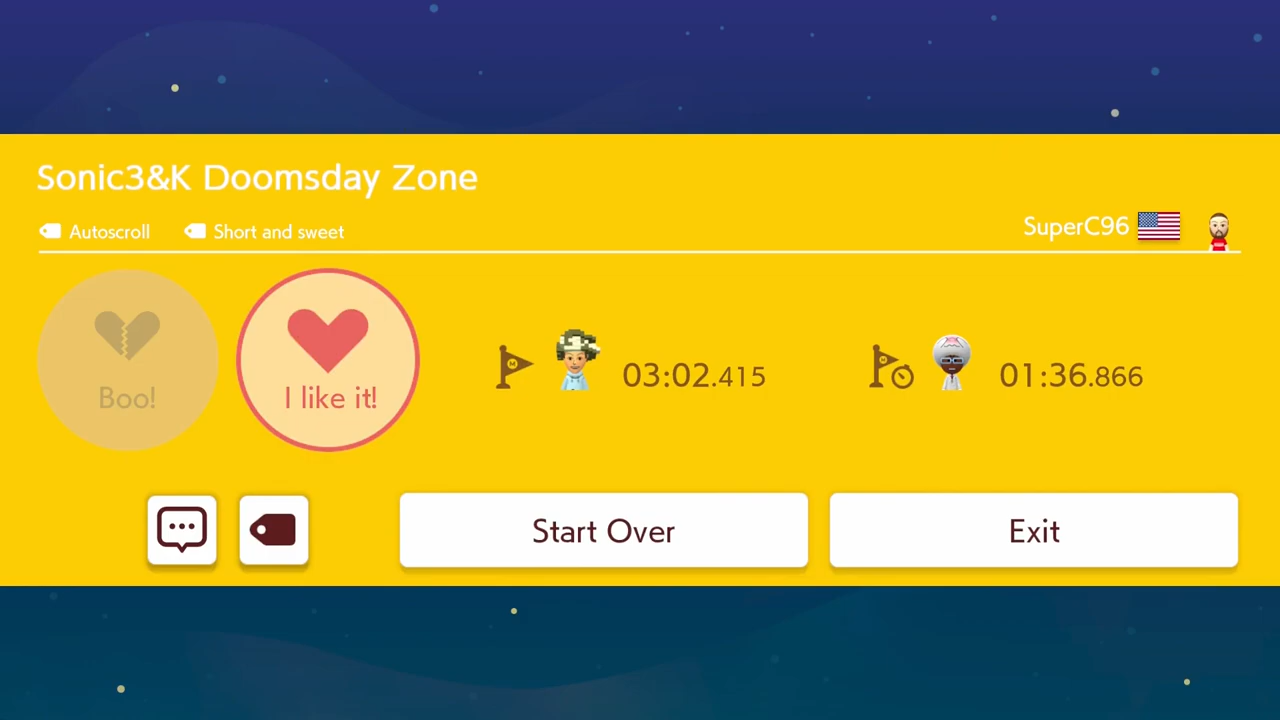 Sonic3&K Doomsday Zone
Autoscroll Short and sweet
SuperC96
Boo!
I like it!
M
03:02.415
M
01:36.866
Start Over
Exit